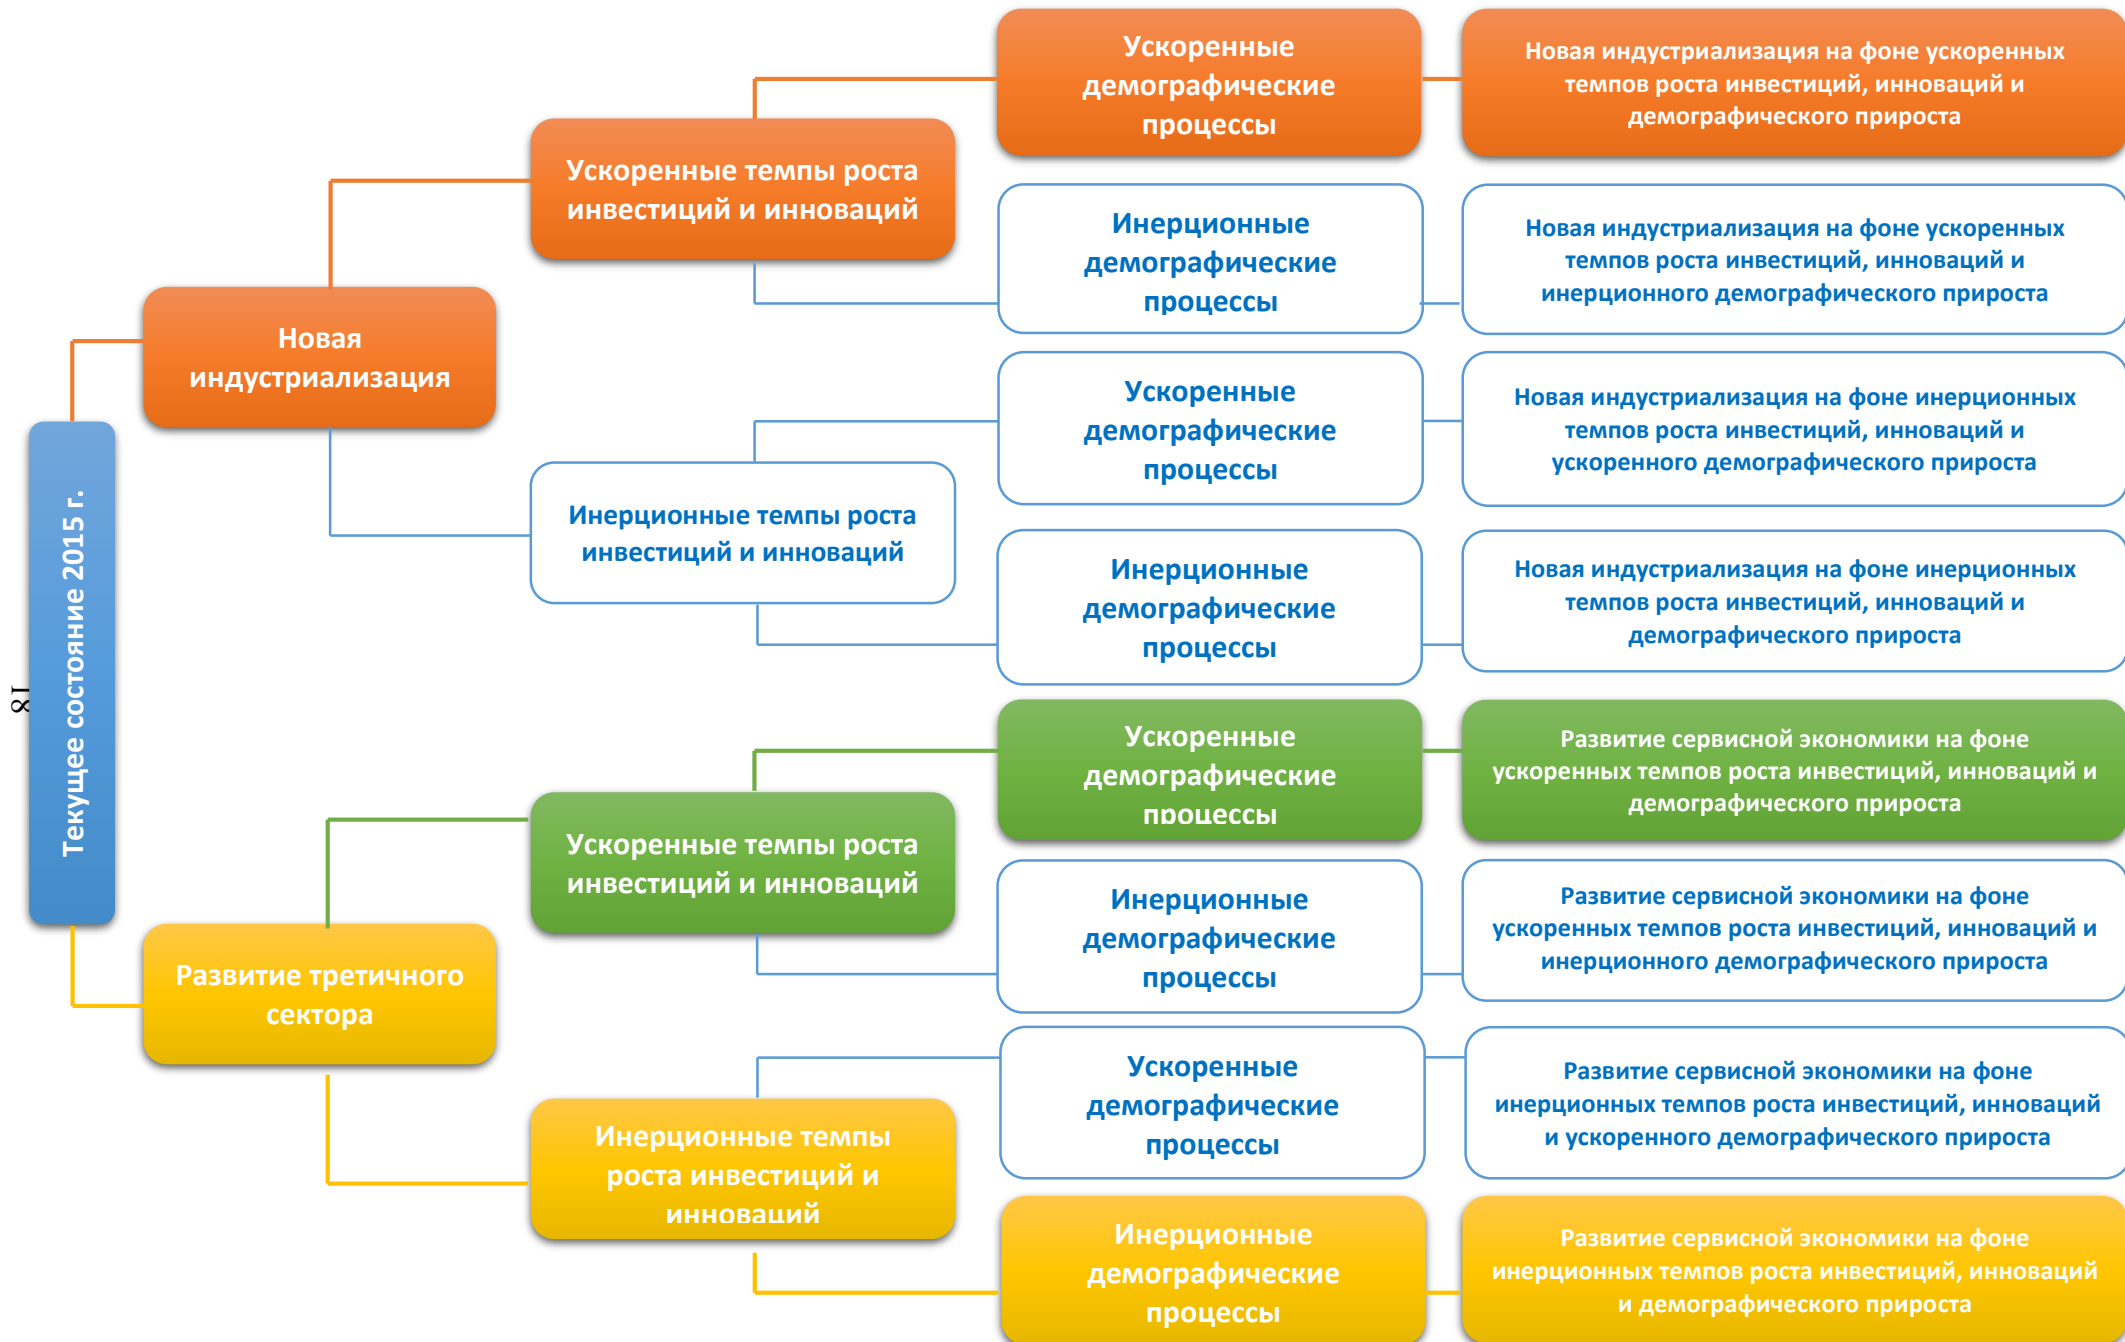 18
Текущее состояние 2015 г.
Новая
индустриализация
Развитие третичного
сектора
Ускоренные темпы роста
инвестиций и инноваций
Инерционные темпы роста
инвестиций и инноваций
Ускоренные темпы роста
инвестиций и инноваций
Инерционные темпы
роста инвестиций и
инноваций
Ускоренные
демографические
процессы
Инерционные
демографические
процессы
Ускоренные
демографические
процессы
Инерционные
демографические
процессы
Ускоренные
демографические
процессы
Инерционные
демографические
процессы
Ускоренные
демографические
процессы
Инерционные
демографические
процессы
Новая индустриализация на фоне ускоренных
темпов роста инвестиций, инноваций и
демографического прироста
Новая индустриализация на фоне ускоренных
темпов роста инвестиций, инноваций и
инерционного демографического прироста
Новая индустриализация на фоне инерционных
темпов роста инвестиций, инноваций и
ускоренного демографического прироста
Новая индустриализация на фоне инерционных
темпов роста инвестиций, инноваций и
демографического прироста
Развитие сервисной экономики на фоне
ускоренных темпов роста инвестиций, инноваций и
демографического прироста
Развитие сервисной экономики на фоне
ускоренных темпов роста инвестиций, инноваций и
инерционного демографического прироста
Развитие сервисной экономики на фоне
инерционных темпов роста инвестиций, инноваций
и ускоренного демографического прироста
Развитие сервисной экономики на фоне
инерционных темпов роста инвестиций, инноваций
и демографического прироста